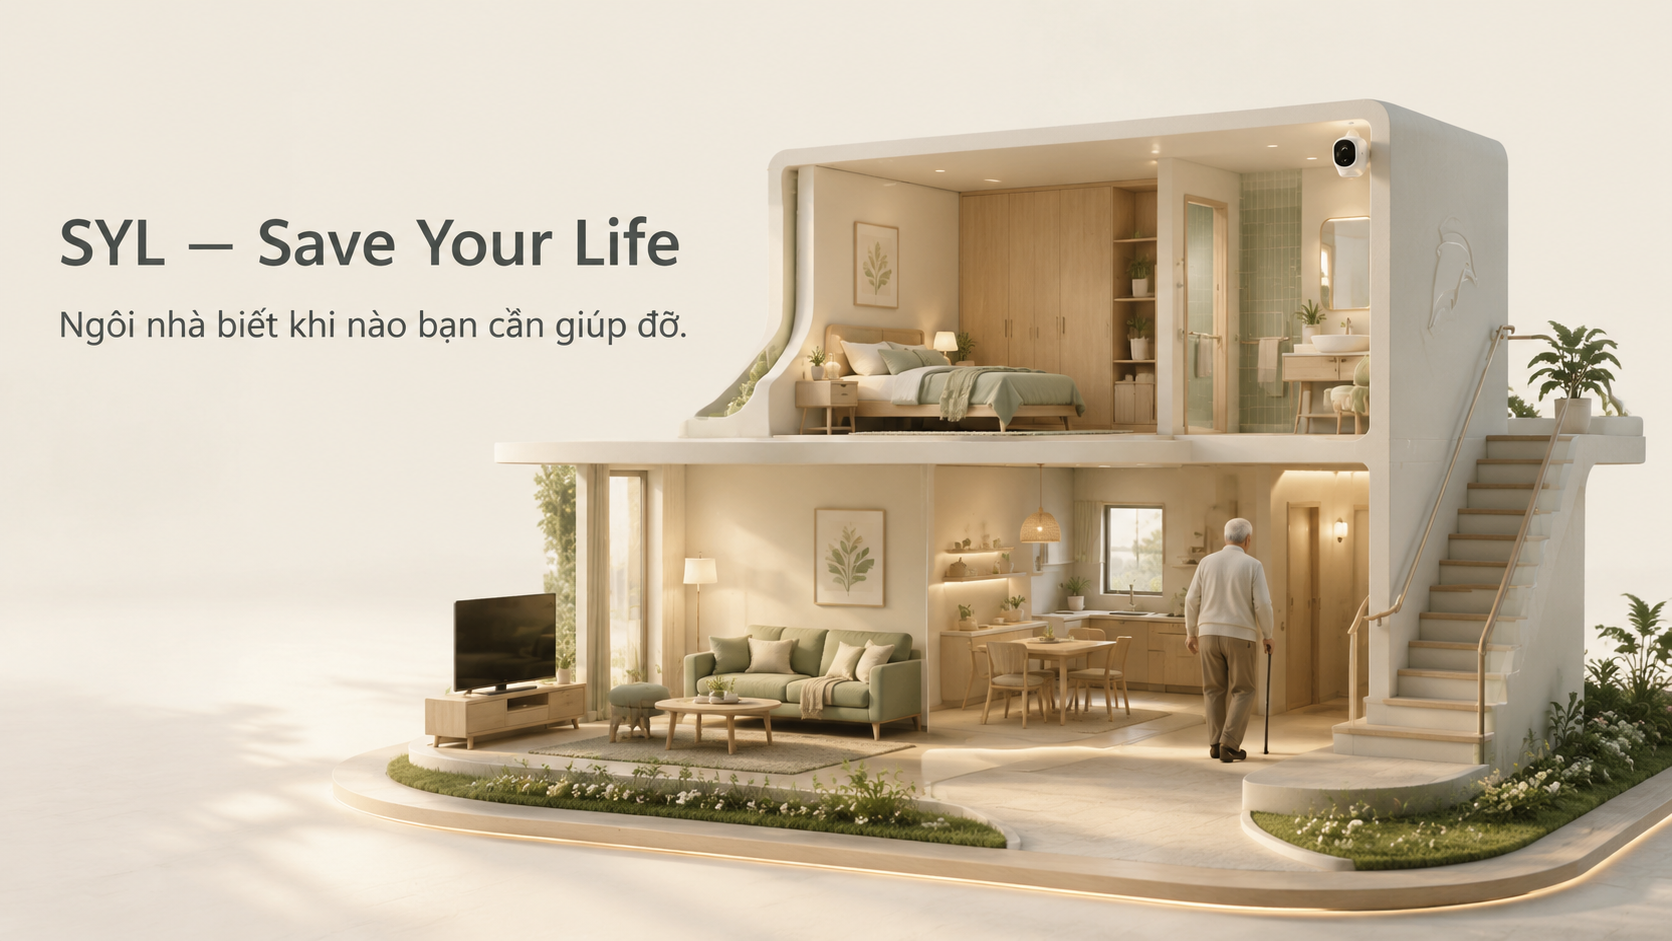 SYL — Save Your Life
Ngôi nhà biết khi nào bạn cần giúp đỡ.